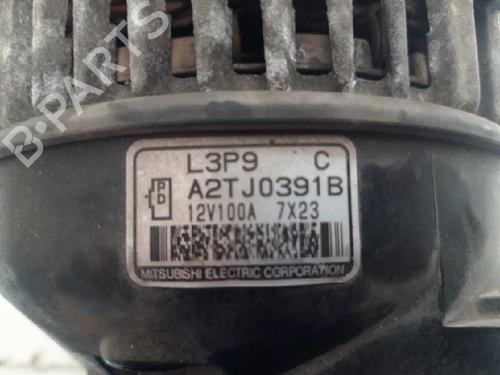 L3P9 C
P
D
A2TJ0391B
12V100A 7X23
MITSUBISHI ELECTRIC CORPORATION
B-PARTS